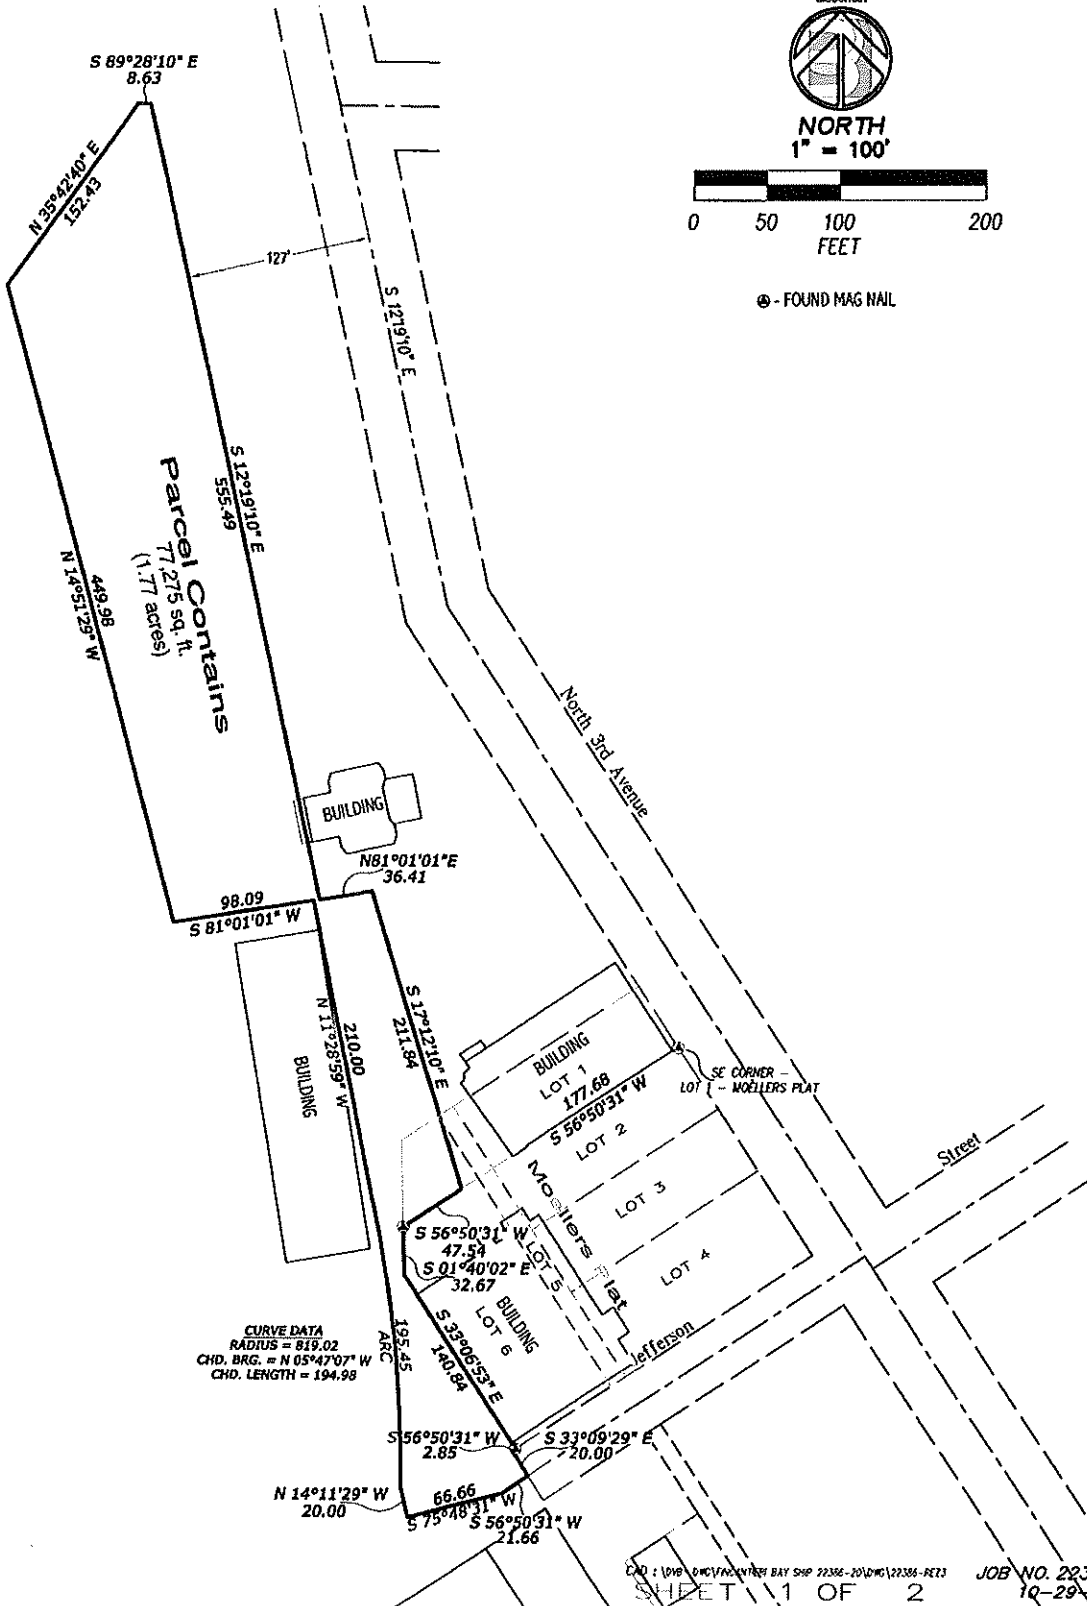 NORTH
1" = 100'
0 50 100 200
FEET
- FOUND MAG NAIL
S 89°28'10" E
8.63
N 35°42'40" E
152.43
127'
S 12°19'10" E
S 12°19'10" E
555.49
Parcel Contains
77,275 sq. ft.
(1.77 acres)
449.98
N 14°51'29" W
North 3rd Avenue
BUILDING
N81°01'01"E
36.41
98.09
S 81°01'01" W
S 17°12'10" E
211.84
210.00
N 11°28'59" W
BUILDING
BUILDING
LOT 1
177.68
S 56°50'31" W
SE CORNER -
LOT 1 - MOELLERS PLAT
LOT 2
LOT 3
LOT 4
Moellers Plat
LOT 5
Street
S 56°50'31" W
47.54
S 01°40'02" E
32.67
BUILDING
LOT 6
S 33°06'53" E
140.84
Jefferson
CURVE DATA
RADIUS = 819.02
CHD. BRG. = N 05°47'07" W
CHD. LENGTH = 194.98
195.45
ARC
S 56°50'31" W
2.85
S 33°09'29" E
20.00
N 14°11'29" W
20.00
66.66
S 75°48'31" W
S 56°50'31" W
21.66
SHEET 1 OF 2
JOB NO. 223
10-29-